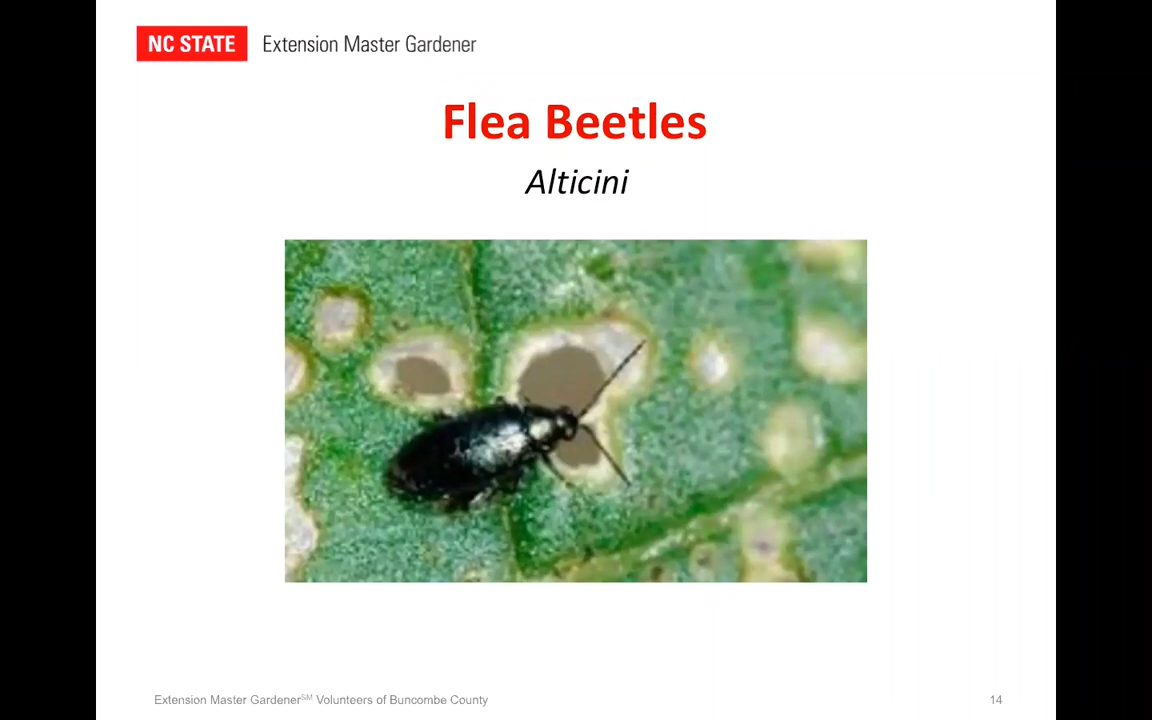 NC STATE Extension Master Gardener
Flea Beetles
Alticini
Extension Master Gardener℠ Volunteers of Buncombe County 14